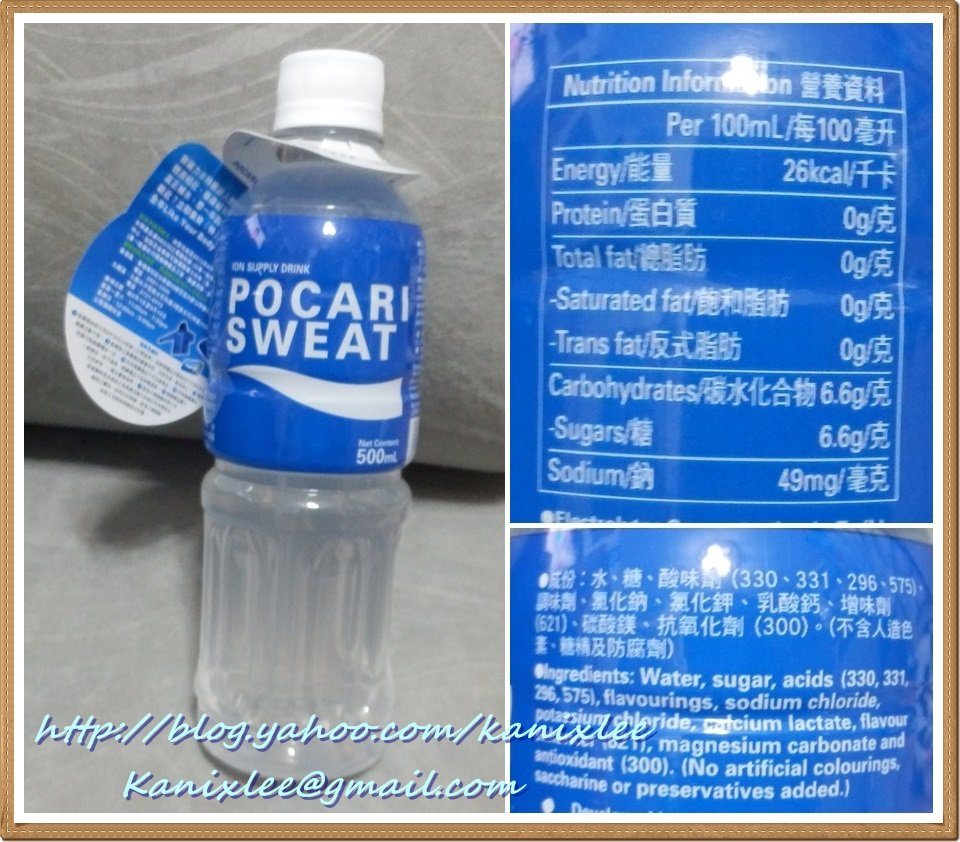 ION SUPPLY DRINK
POCARI
SWEAT
Net Content
500mL
Nutrition Information 營養資料
Per 100mL/每100毫升
Energy/能量 26kcal/千卡
Protein/蛋白質 0g/克
Total fat/總脂肪 0g/克
-Saturated fat/飽和脂肪 0g/克
-Trans fat/反式脂肪 0g/克
Carbohydrates/碳水化合物 6.6g/克
-Sugars/糖 6.6g/克
Sodium/鈉 49mg/毫克
●成份：水、糖、酸味劑（330、331、296、575）、
調味劑、氯化鈉、氯化鉀、乳酸鈣、增味劑
(621)、碳酸鎂、抗氧化劑（300）。（不含人造色
素、糖精及防腐劑）
●Ingredients: Water, sugar, acids (330, 331,
296, 575), flavourings, sodium chloride,
potassium chloride, calcium lactate, flavour
(621), magnesium carbonate and
antioxidant (300). (No artificial colourings,
saccharine or preservatives added.)
http://blog.yahoo.com/kanixlee
Kanixlee@gmail.com